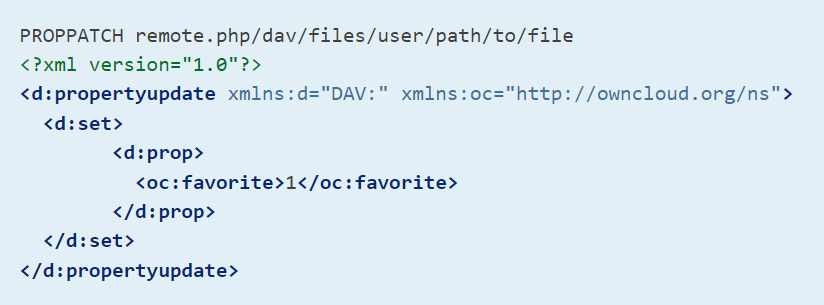 PROPPATCH remote.php/dav/files/user/path/to/file
<?xml version="1.0"?>
<d:propertyupdate xmlns:d="DAV:" xmlns:oc="http://owncloud.org/ns">
  <d:set>
        <d:prop>
          <oc:favorite>1</oc:favorite>
        </d:prop>
  </d:set>
</d:propertyupdate>